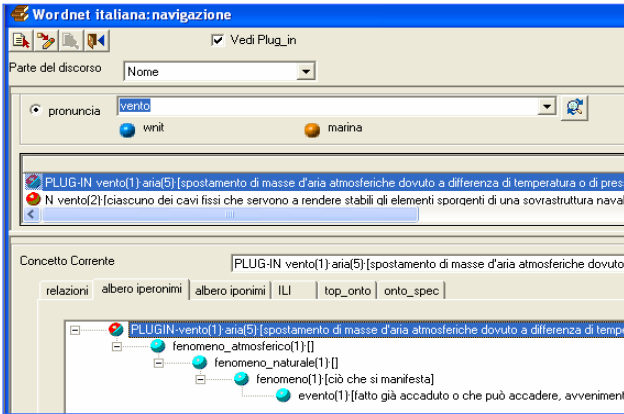 Wordnet italiana: navigazione
Vedi Plug_in
Parte del discorso Nome
pronuncia vento
wnit marina
PLUG-IN vento(1) aria(5) [spostamento di masse d'aria atmosferiche dovuto a differenza di temperatura o di pres
N vento(2) [ciascuno dei cavi fissi che servono a rendere stabili gli elementi sporgenti di una sovrastruttura naval
Concetto Corrente PLUG-IN vento(1) aria(5) [spostamento di masse d'aria atmosferiche dovuto
relazioni albero iperonimi albero iponimi ILI top_onto onto_spec
PLUGIN-vento(1) aria(5) [spostamento di masse d'aria atmosferiche dovuto a differenza di tempe
fenomeno_atmosferico(1) []
fenomeno_naturale(1) []
fenomeno(1) [ciò che si manifesta]
evento(1) [fatto già accaduto o che può accadere, avveniment